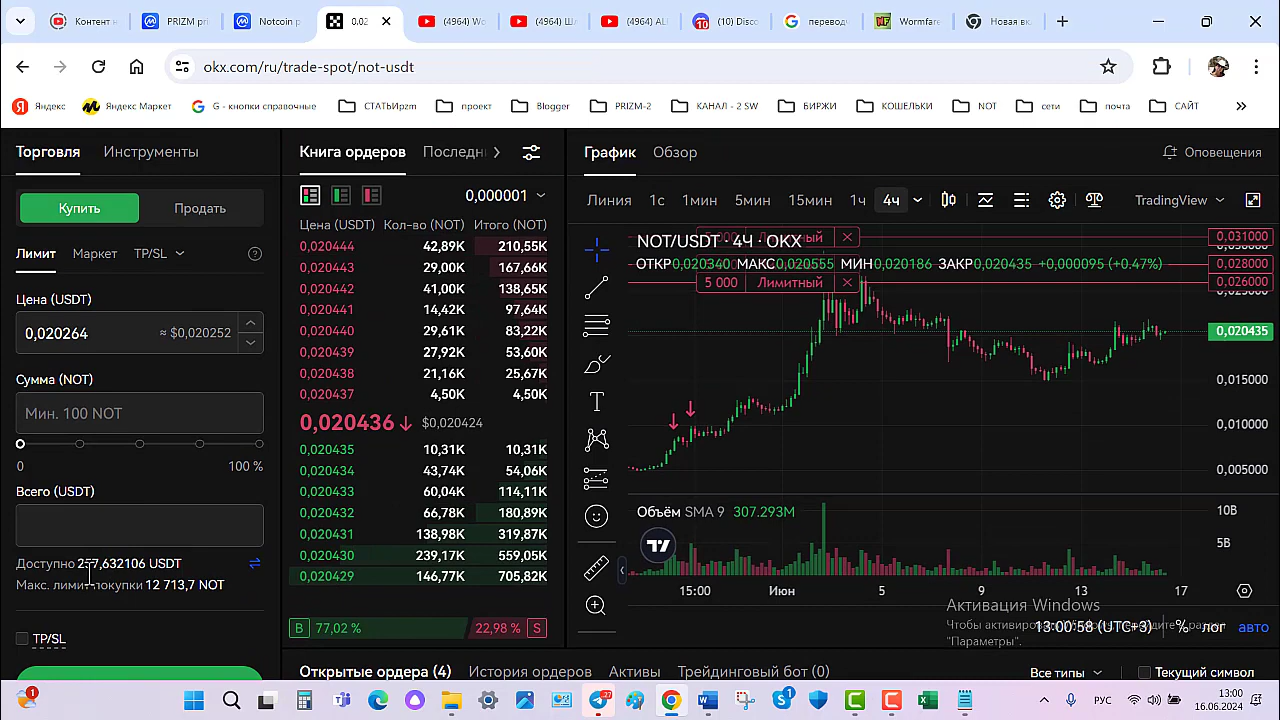 Контент н
PRIZM pr
Notcoin p
0.02
(4964) Wo
(4964) Ш
(4964) AL
(10) Disco
перево
Wormfar
Новая в
okx.com/ru/trade-spot/not-usdt
Яндекс
Яндекс Маркет
G - кнопки справочные
СТАТЬИpzm
проект
Blogger
PRIZM-2
КАНАЛ - 2 SW
БИРЖИ
КОШЕЛЬКИ
NOT
сети
почта
САЙТ
Торговля Инструменты
Купить Продать
Лимит Маркет TP/SL
Цена (USDT)
0,020264 ≈ $0,020252
Сумма (NOT)
Мин. 100 NOT
0 100 %
Всего (USDT)
Доступно 257,632106 USDT
Макс. лимит покупки 12 713,7 NOT
TP/SL
Книга ордеров Последн
0,000001
Цена (USDT) Кол-во (NOT) Итого (NOT)
0,020444 42,89K 210,55K
0,020443 29,00K 167,66K
0,020442 41,00K 138,65K
0,020441 14,42K 97,64K
0,020440 29,61K 83,22K
0,020439 27,92K 53,60K
0,020438 21,16K 25,67K
0,020437 4,50K 4,50K
0,020436 $0,020424
0,020435 10,31K 10,31K
0,020434 43,74K 54,06K
0,020433 60,04K 114,11K
0,020432 66,78K 180,89K
0,020431 138,98K 319,87K
0,020430 239,17K 559,05K
0,020429 146,77K 705,82K
B 77,02 % 22,98 % S
График Обзор Оповещения
Линия 1с 1мин 5мин 15мин 1ч 4ч TradingView
NOT/USDT · 4Ч · OKX
ОТКР0,020340 МАКС0,020555 МИН0,020186 ЗАКР0,020435 +0,000095 (+0.47%)
5 000 Лимитный
0,031000
0,028000
0,026000
0,020435
0,015000
0,010000
0,005000
Объём SMA 9 307.293M
10B
5B
15:00 Июн 5 9 13 17
Активация Windows
Чтобы активиров
"Параметры".
13:00:58 (UTC+3) % лог авто
Открытые ордера (4) История ордеров Активы Трейдинговый бот (0) Все типы Текущий символ
1
27
1
РУС
13:00
16.06.2024